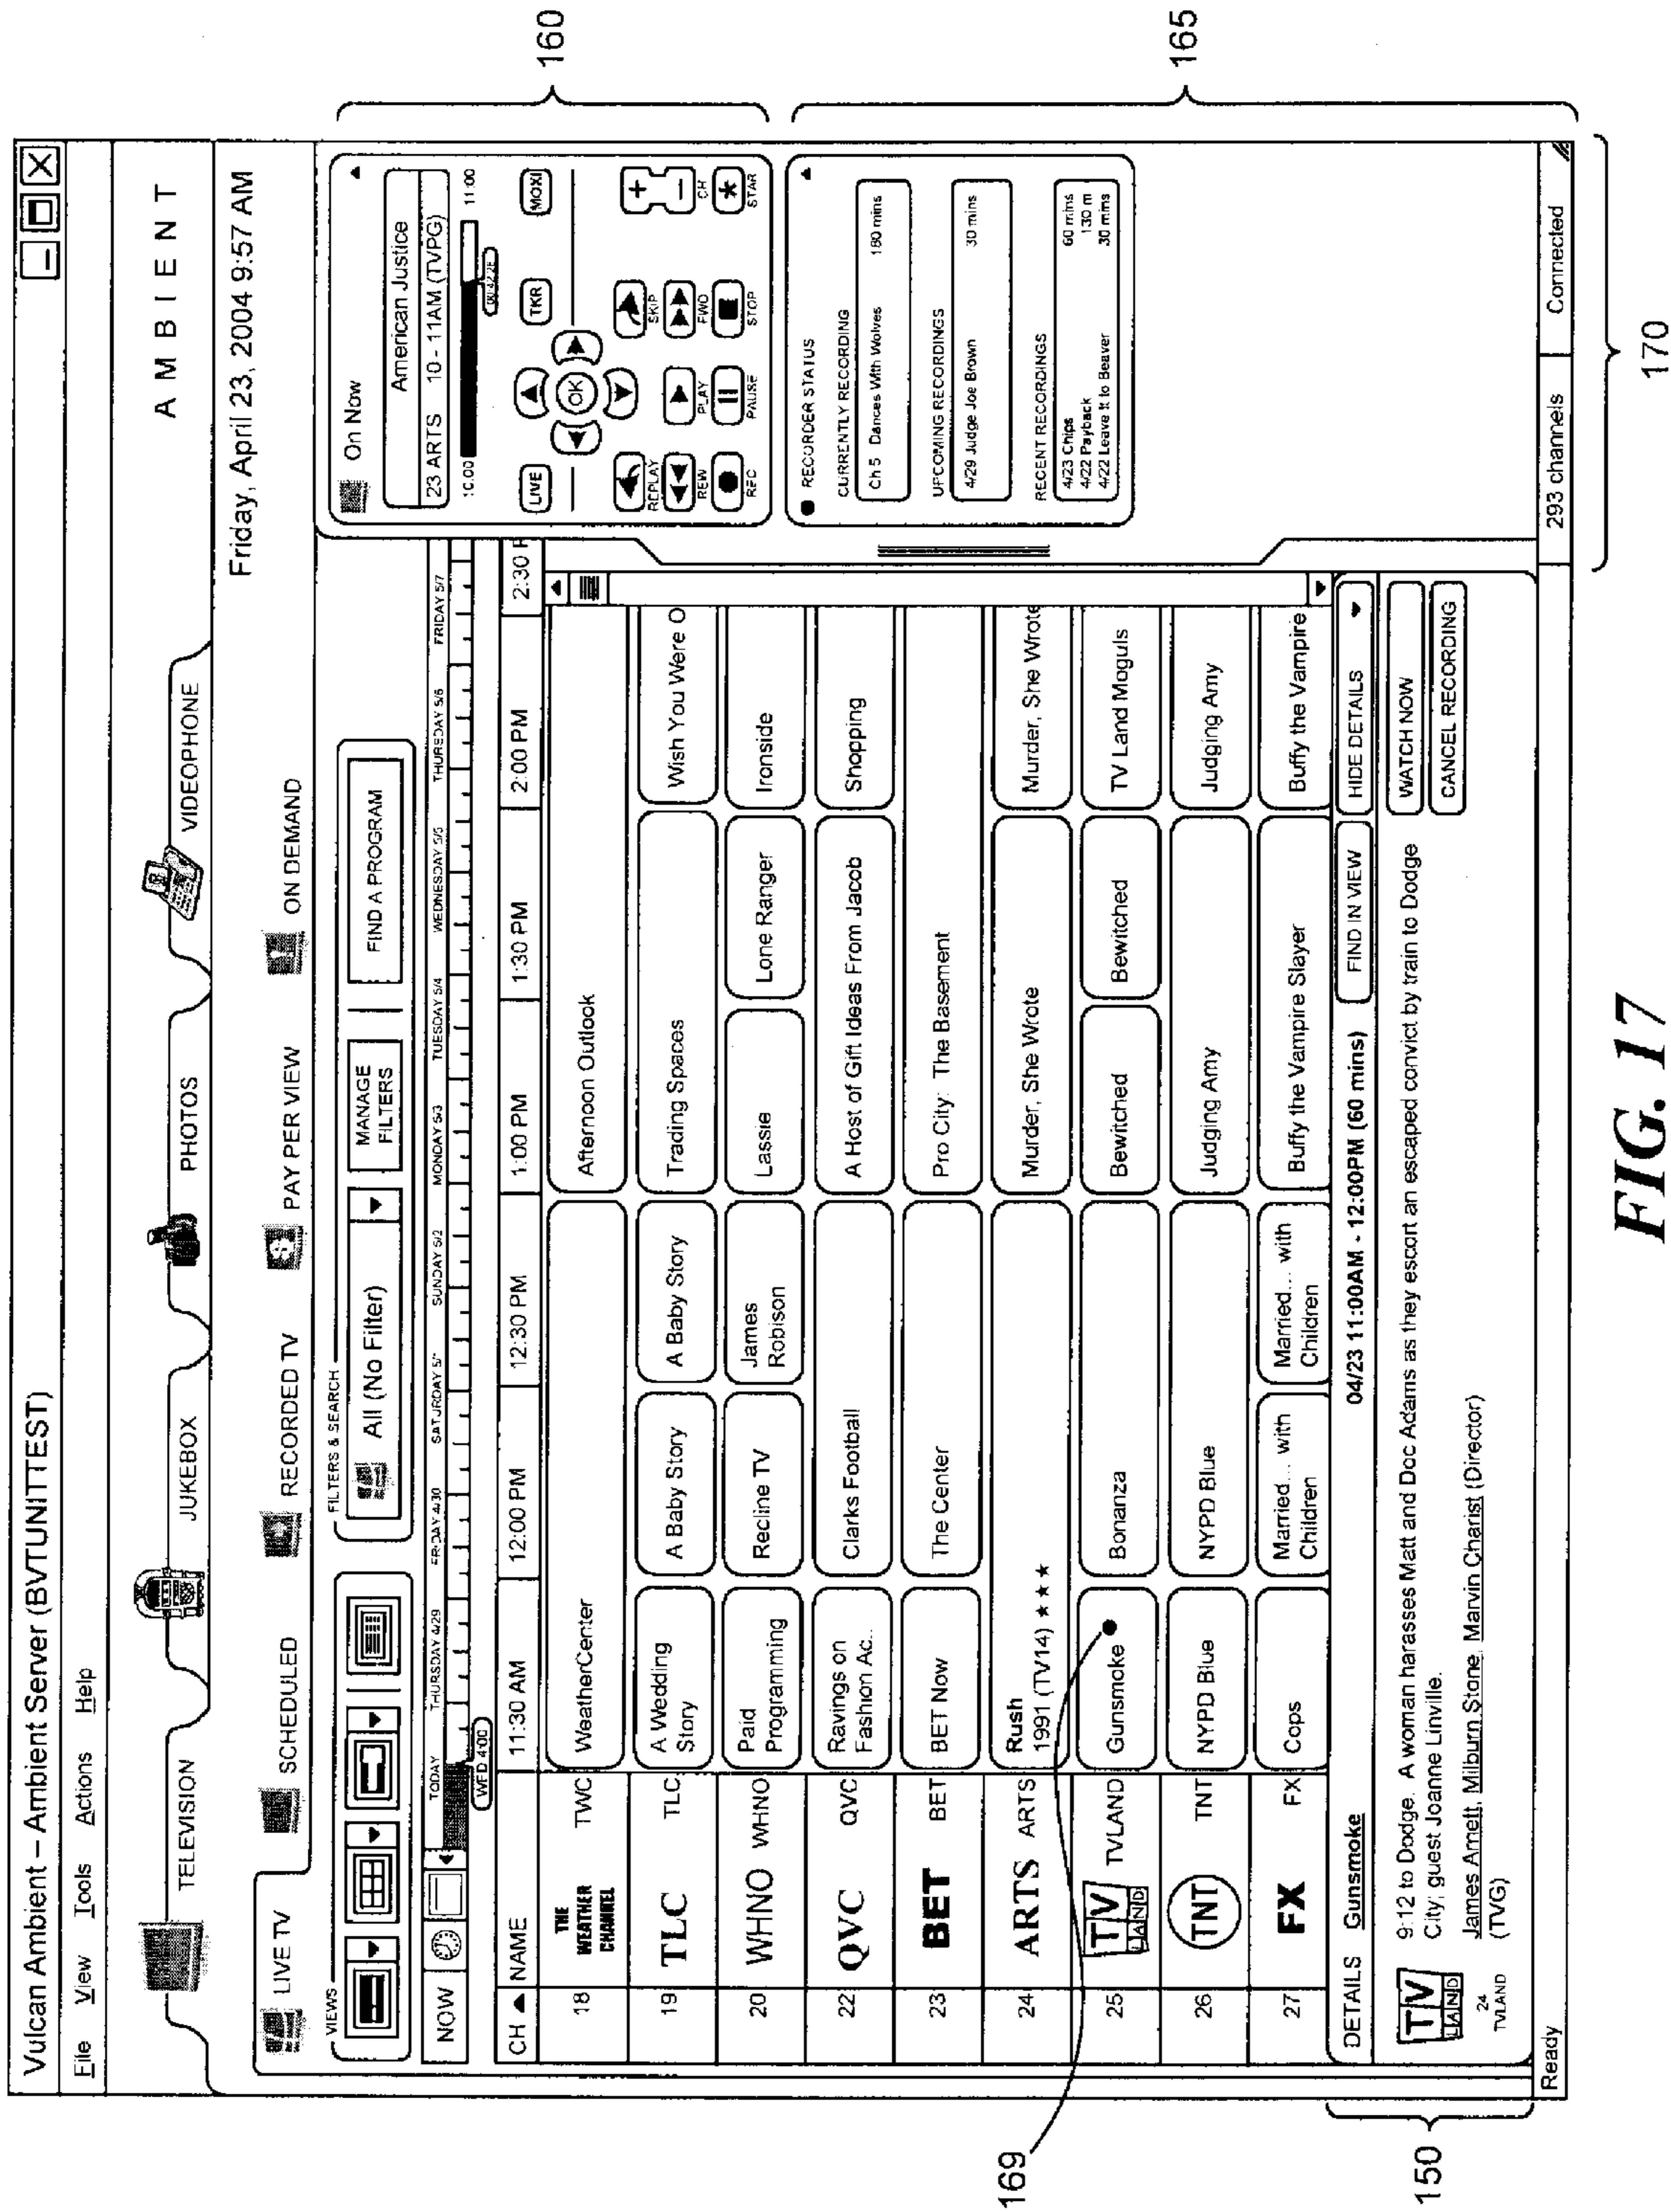 Vulcan Ambient – Ambient Server (BVTUNITTEST)
File View Tools Actions Help
TELEVISION JUKEBOX PHOTOS VIDEOPHONE A M B I E N T
LIVE TV SCHEDULED RECORDED TV PAY PER VIEW ON DEMAND Friday, April 23, 2004 9:57 AM
VIEWS FILTERS & SEARCH
All (No Filter) MANAGE FILTERS FIND A PROGRAM
NOW TODAY THURSDAY 4/29 FRIDAY 4/30 SATURDAY 5/ SUNDAY 5/2 MONDAY 5/3 TUESDAY 5/4 WEDNESDAY 5/5 THURSDAY 5/6 FRIDAY 5/7
WED 4:00
CH NAME 11:30 AM 12:00 PM 12:30 PM 1:00 PM 1:30 PM 2:00 PM 2:30 P
18 THE WEATHER CHANNEL TWC WeatherCenter Afternoon Outlook
19 TLC TLC A Wedding Story A Baby Story A Baby Story Trading Spaces Wish You Were O
20 WHNO WHNO Paid Programming Recline TV James Robison Lassie Lone Ranger Ironside
22 QVC QVC Ravings on Fashion Ac.. Clarks Football A Host of Gift Ideas From Jacob Shopping
23 BET BET BET Now The Center Pro City: The Basement
24 ARTS ARTS Rush 1991 (TV14) ★★★ Murder, She Wrote Murder, She Wrote
25 TV LAND TVLAND Gunsmoke Bonanza Bewitched Bewitched TV Land Moguls
26 TNT TNT NYPD Blue NYPD Blue Judging Amy Judging Amy
27 FX FX Cops Married... with Children Married... with Children Buffy the Vampire Slayer Buffy the Vampire
DETAILS Gunsmoke 04/23 11:00AM - 12:00PM (60 mins) FIND IN VIEW HIDE DETAILS
TV LAND
24
TVLAND
9:12 to Dodge. A woman harasses Matt and Doc Adams as they escort an escaped convict by train to Dodge
City; guest Joanne Linville.
James Arnett, Milburn Stone, Marvin Charist (Director)
(TVG)
WATCH NOW
CANCEL RECORDING
Ready 293 channels Connected
On Now
American Justice
23 ARTS 10 - 11AM (TVPG)
10:00 11:00
LIVE TKR MOXI
OK
REPLAY SKIP
REW PLAY FWD CH
REC PAUSE STOP STAR
RECORDER STATUS
CURRENTLY RECORDING
Ch 5 Dances With Wolves 180 mins
UPCOMING RECORDINGS
4/29 Judge Joe Brown 30 mins
RECENT RECORDINGS
4/23 Chips 60 mins
4/22 Payback 130 m
4/22 Leave It to Beaver 30 mins
160
165
169
150
170
FIG. 17